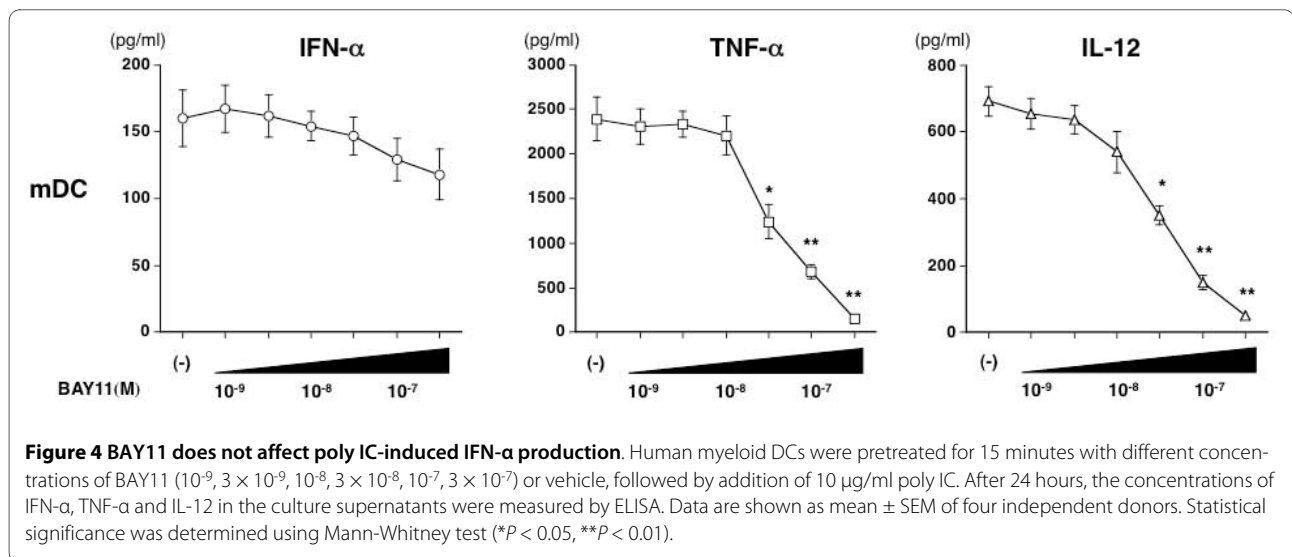 IFN-α
TNF-α
IL-12
(pg/ml)
(pg/ml)
(pg/ml)
200
150
100
50
0
3000
2500
2000
1500
1000
500
0
*
**
**
800
600
400
200
0
*
**
**
mDC
(-)
(-)
(-)
BAY11(M)
10⁻⁹ 10⁻⁸ 10⁻⁷
10⁻⁹ 10⁻⁸ 10⁻⁷
10⁻⁹ 10⁻⁸ 10⁻⁷
Figure 4 BAY11 does not affect poly IC-induced IFN-α production. Human myeloid DCs were pretreated for 15 minutes with different concen-
trations of BAY11 (10⁻⁹, 3 × 10⁻⁹, 10⁻⁸, 3 × 10⁻⁸, 10⁻⁷, 3 × 10⁻⁷) or vehicle, followed by addition of 10 μg/ml poly IC. After 24 hours, the concentrations of
IFN-α, TNF-α and IL-12 in the culture supernatants were measured by ELISA. Data are shown as mean ± SEM of four independent donors. Statistical
significance was determined using Mann-Whitney test (*P < 0.05, **P < 0.01).